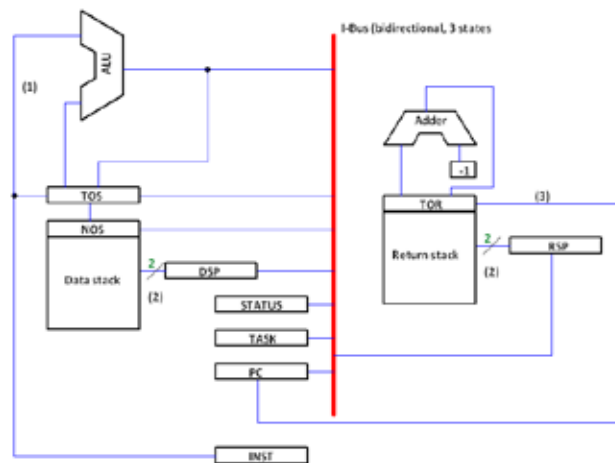 I-Bus (bidirectional, 3 states
(1)
ALU
Adder
-1
TOS
TOR
(3)
NOS
2
RSP
Return stack
(2)
2
DSP
Data stack
(2)
STATUS
TASK
PC
INST